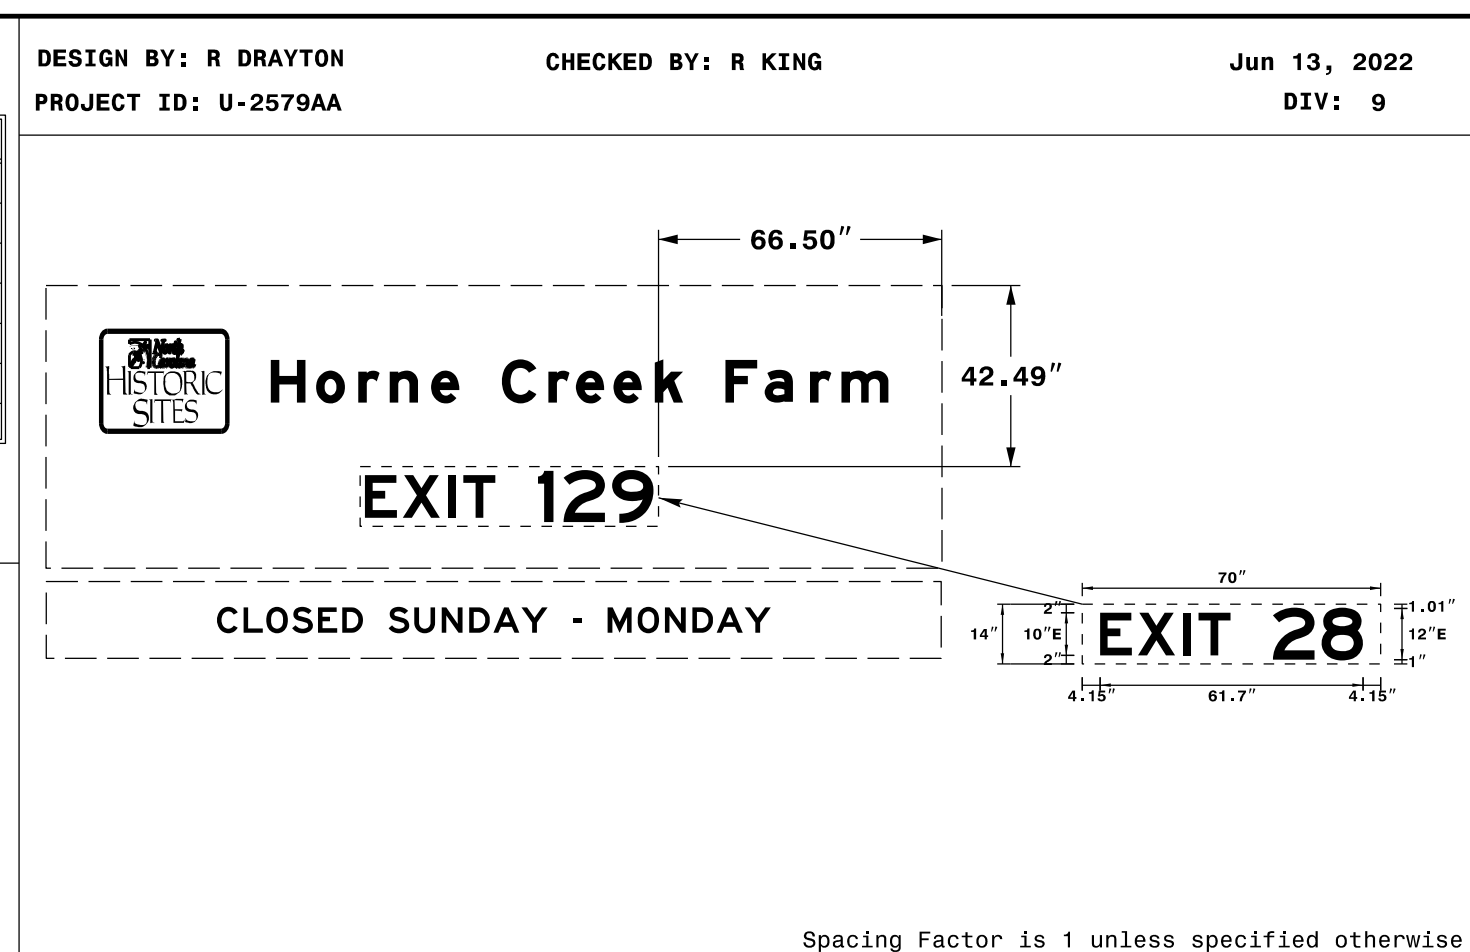 DESIGN BY: R DRAYTON CHECKED BY: R KING Jun 13, 2022
PROJECT ID: U-2579AA DIV: 9
66.50"
42.49"
North
Carolina
HISTORIC
SITES
Horne Creek Farm
EXIT 129
CLOSED SUNDAY - MONDAY
70"
14"
2"
10"E
2"
EXIT 28
1.01"
12"E
1"
4.15" 61.7" 4.15"
Spacing Factor is 1 unless specified otherwise